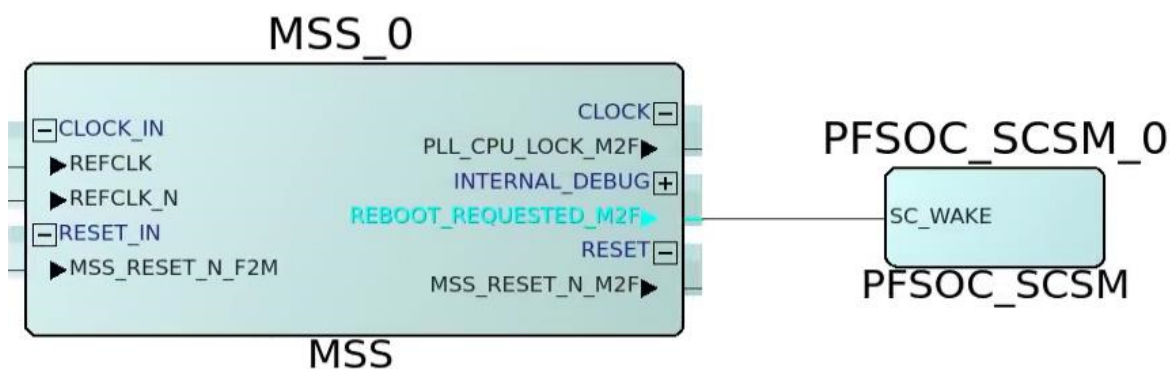 MSS_0
CLOCK_IN
REFCLK
REFCLK_N
RESET_IN
MSS_RESET_N_F2M
CLOCK
PLL_CPU_LOCK_M2F
INTERNAL_DEBUG
REBOOT_REQUESTED_M2F
RESET
MSS_RESET_N_M2F
MSS
PFSOC_SCSM_0
SC_WAKE
PFSOC_SCSM